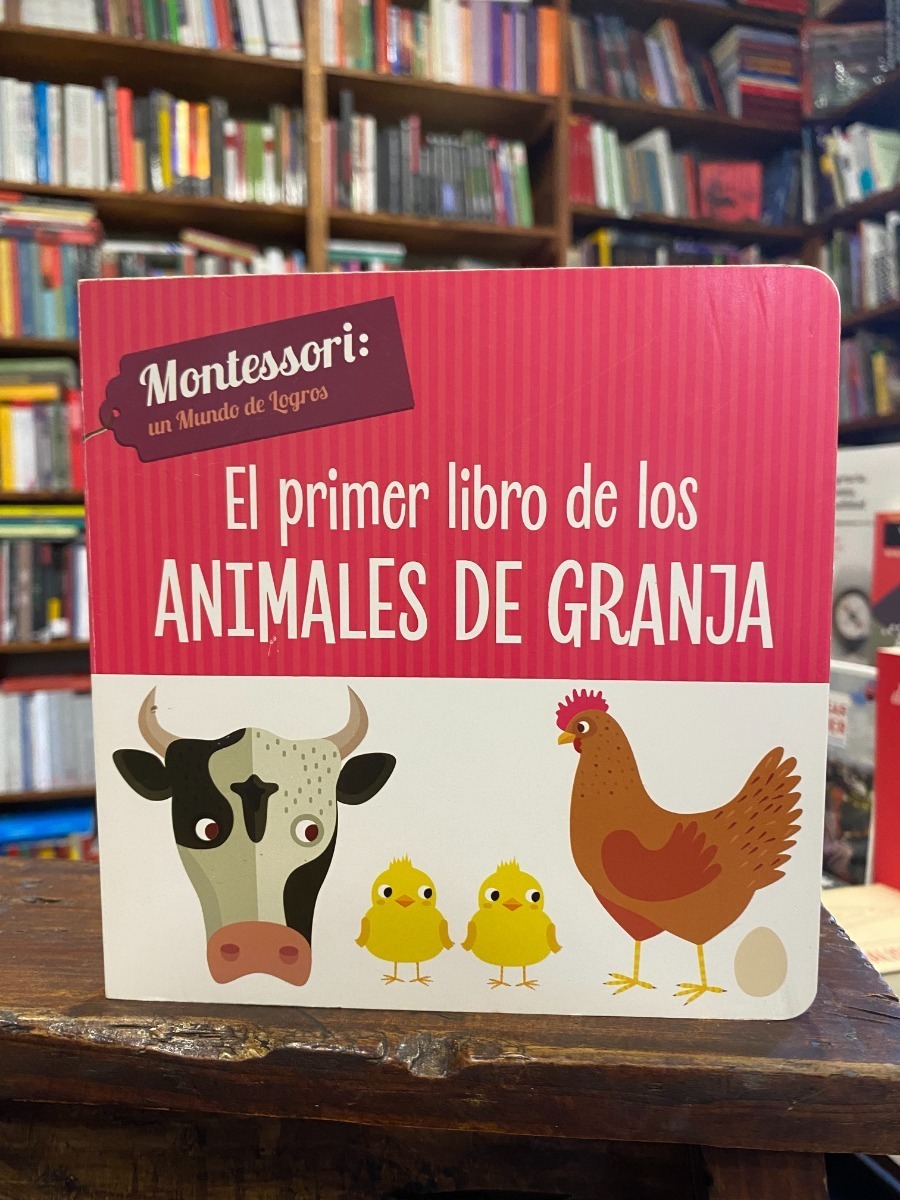 Montessori:
un Mundo de Logros
El primer libro de los
ANIMALES DE GRANJA